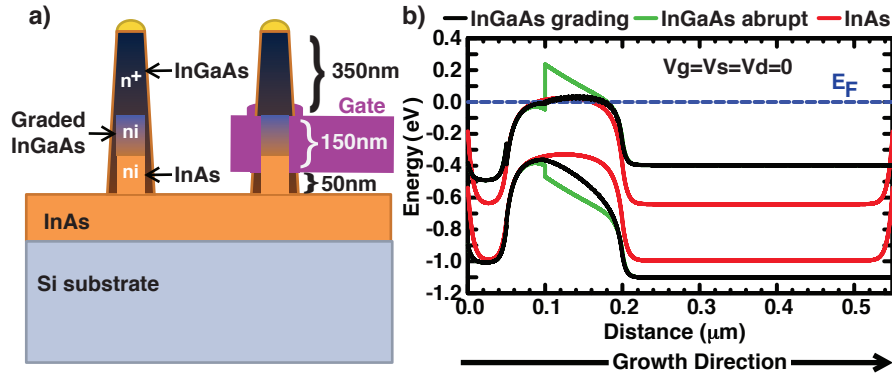 a)
n+
InGaAs
350nm
Gate
Graded
InGaAs
ni
150nm
ni
InAs
50nm
InAs
Si substrate
b)
InGaAs grading
InGaAs abrupt
InAs
Vg=Vs=Vd=0
EF
Energy (eV)
0.4
0.2
0.0
-0.2
-0.4
-0.6
-0.8
-1.0
-1.2
0.0
0.1
0.2
0.3
0.4
0.5
Distance (μm)
Growth Direction